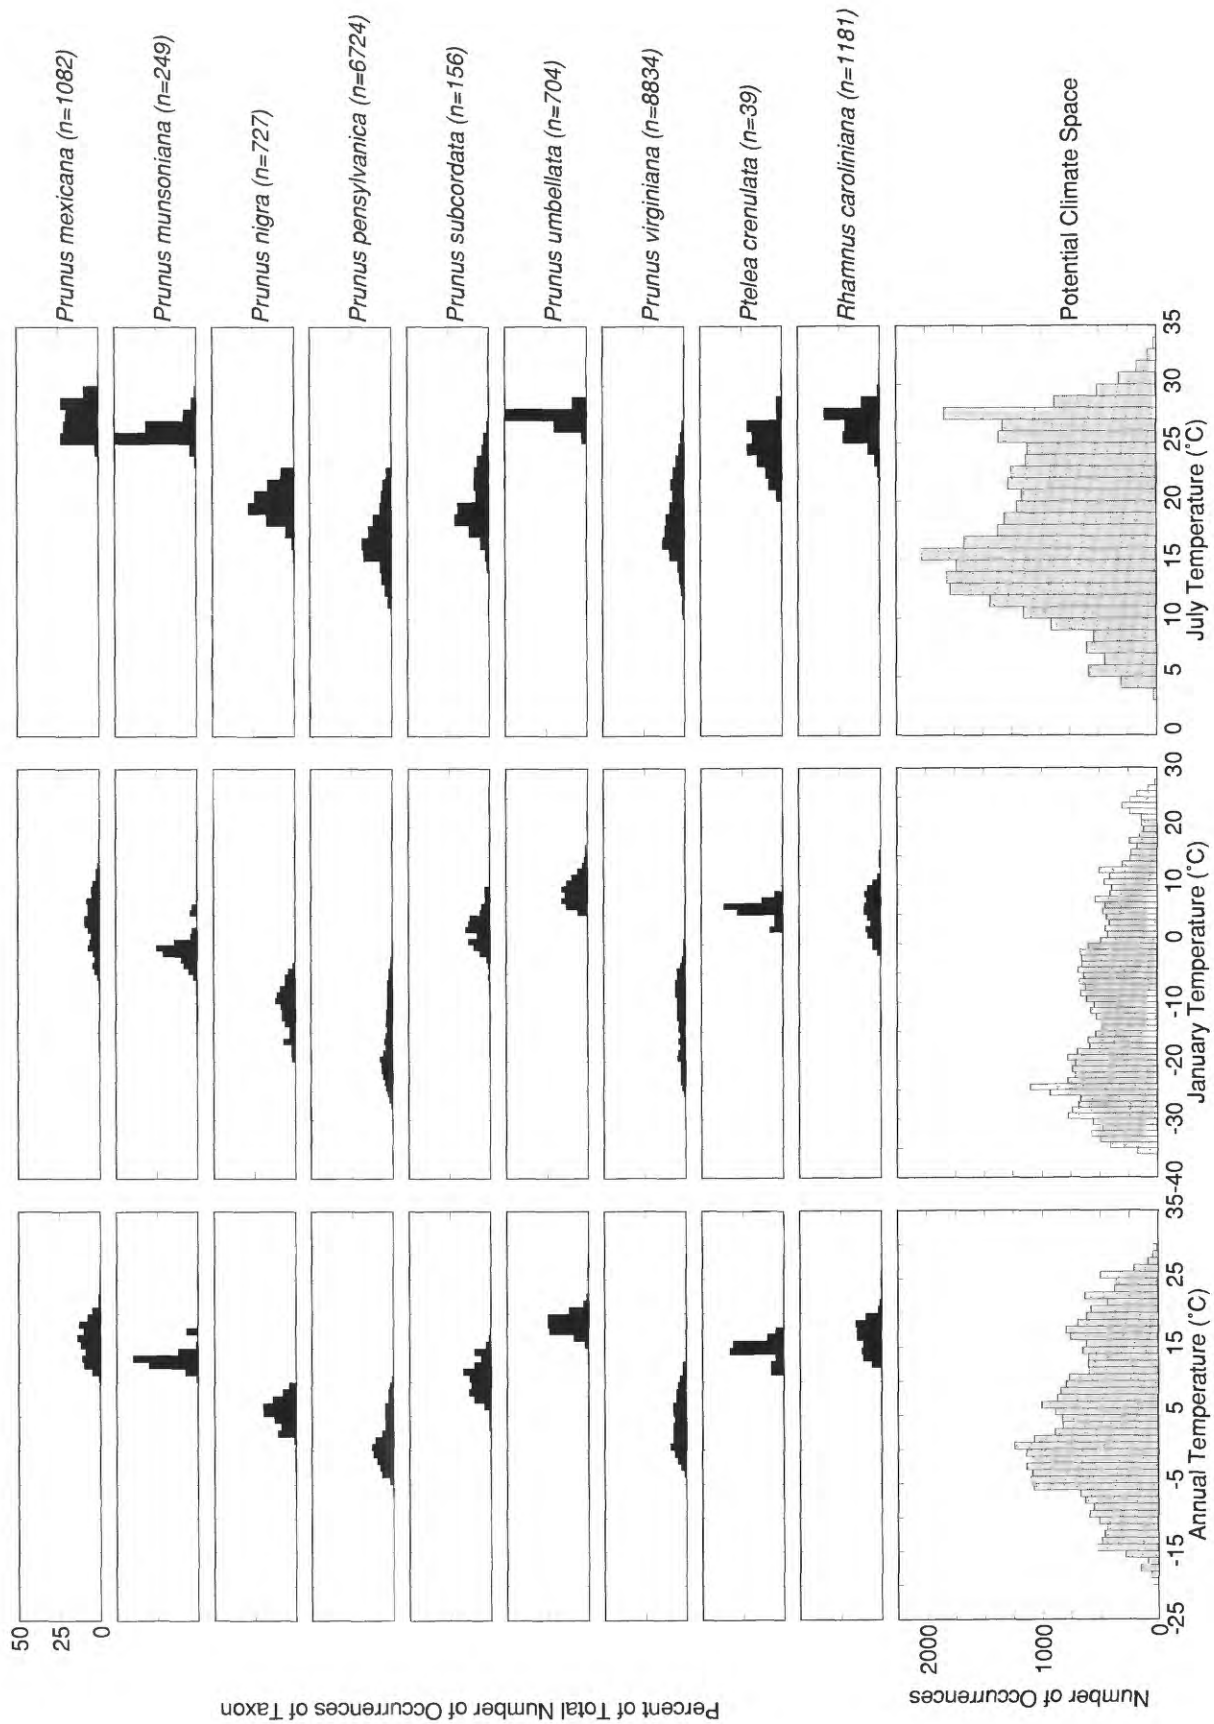 Percent of Total Number of Occurrences of Taxon
50
25
0
Prunus mexicana (n=1082)
Prunus munsoniana (n=249)
Prunus nigra (n=727)
Prunus pensylvanica (n=6724)
Prunus subcordata (n=156)
Prunus umbellata (n=704)
Prunus virginiana (n=8834)
Ptelea crenulata (n=39)
Rhamnus caroliniana (n=1181)
Potential Climate Space
Number of Occurrences
2000
1000
0
-25 -15 -5 5 15 25 35
Annual Temperature (°C)
-40 -30 -20 -10 0 10 20 30
January Temperature (°C)
0 5 10 15 20 25 30 35
July Temperature (°C)